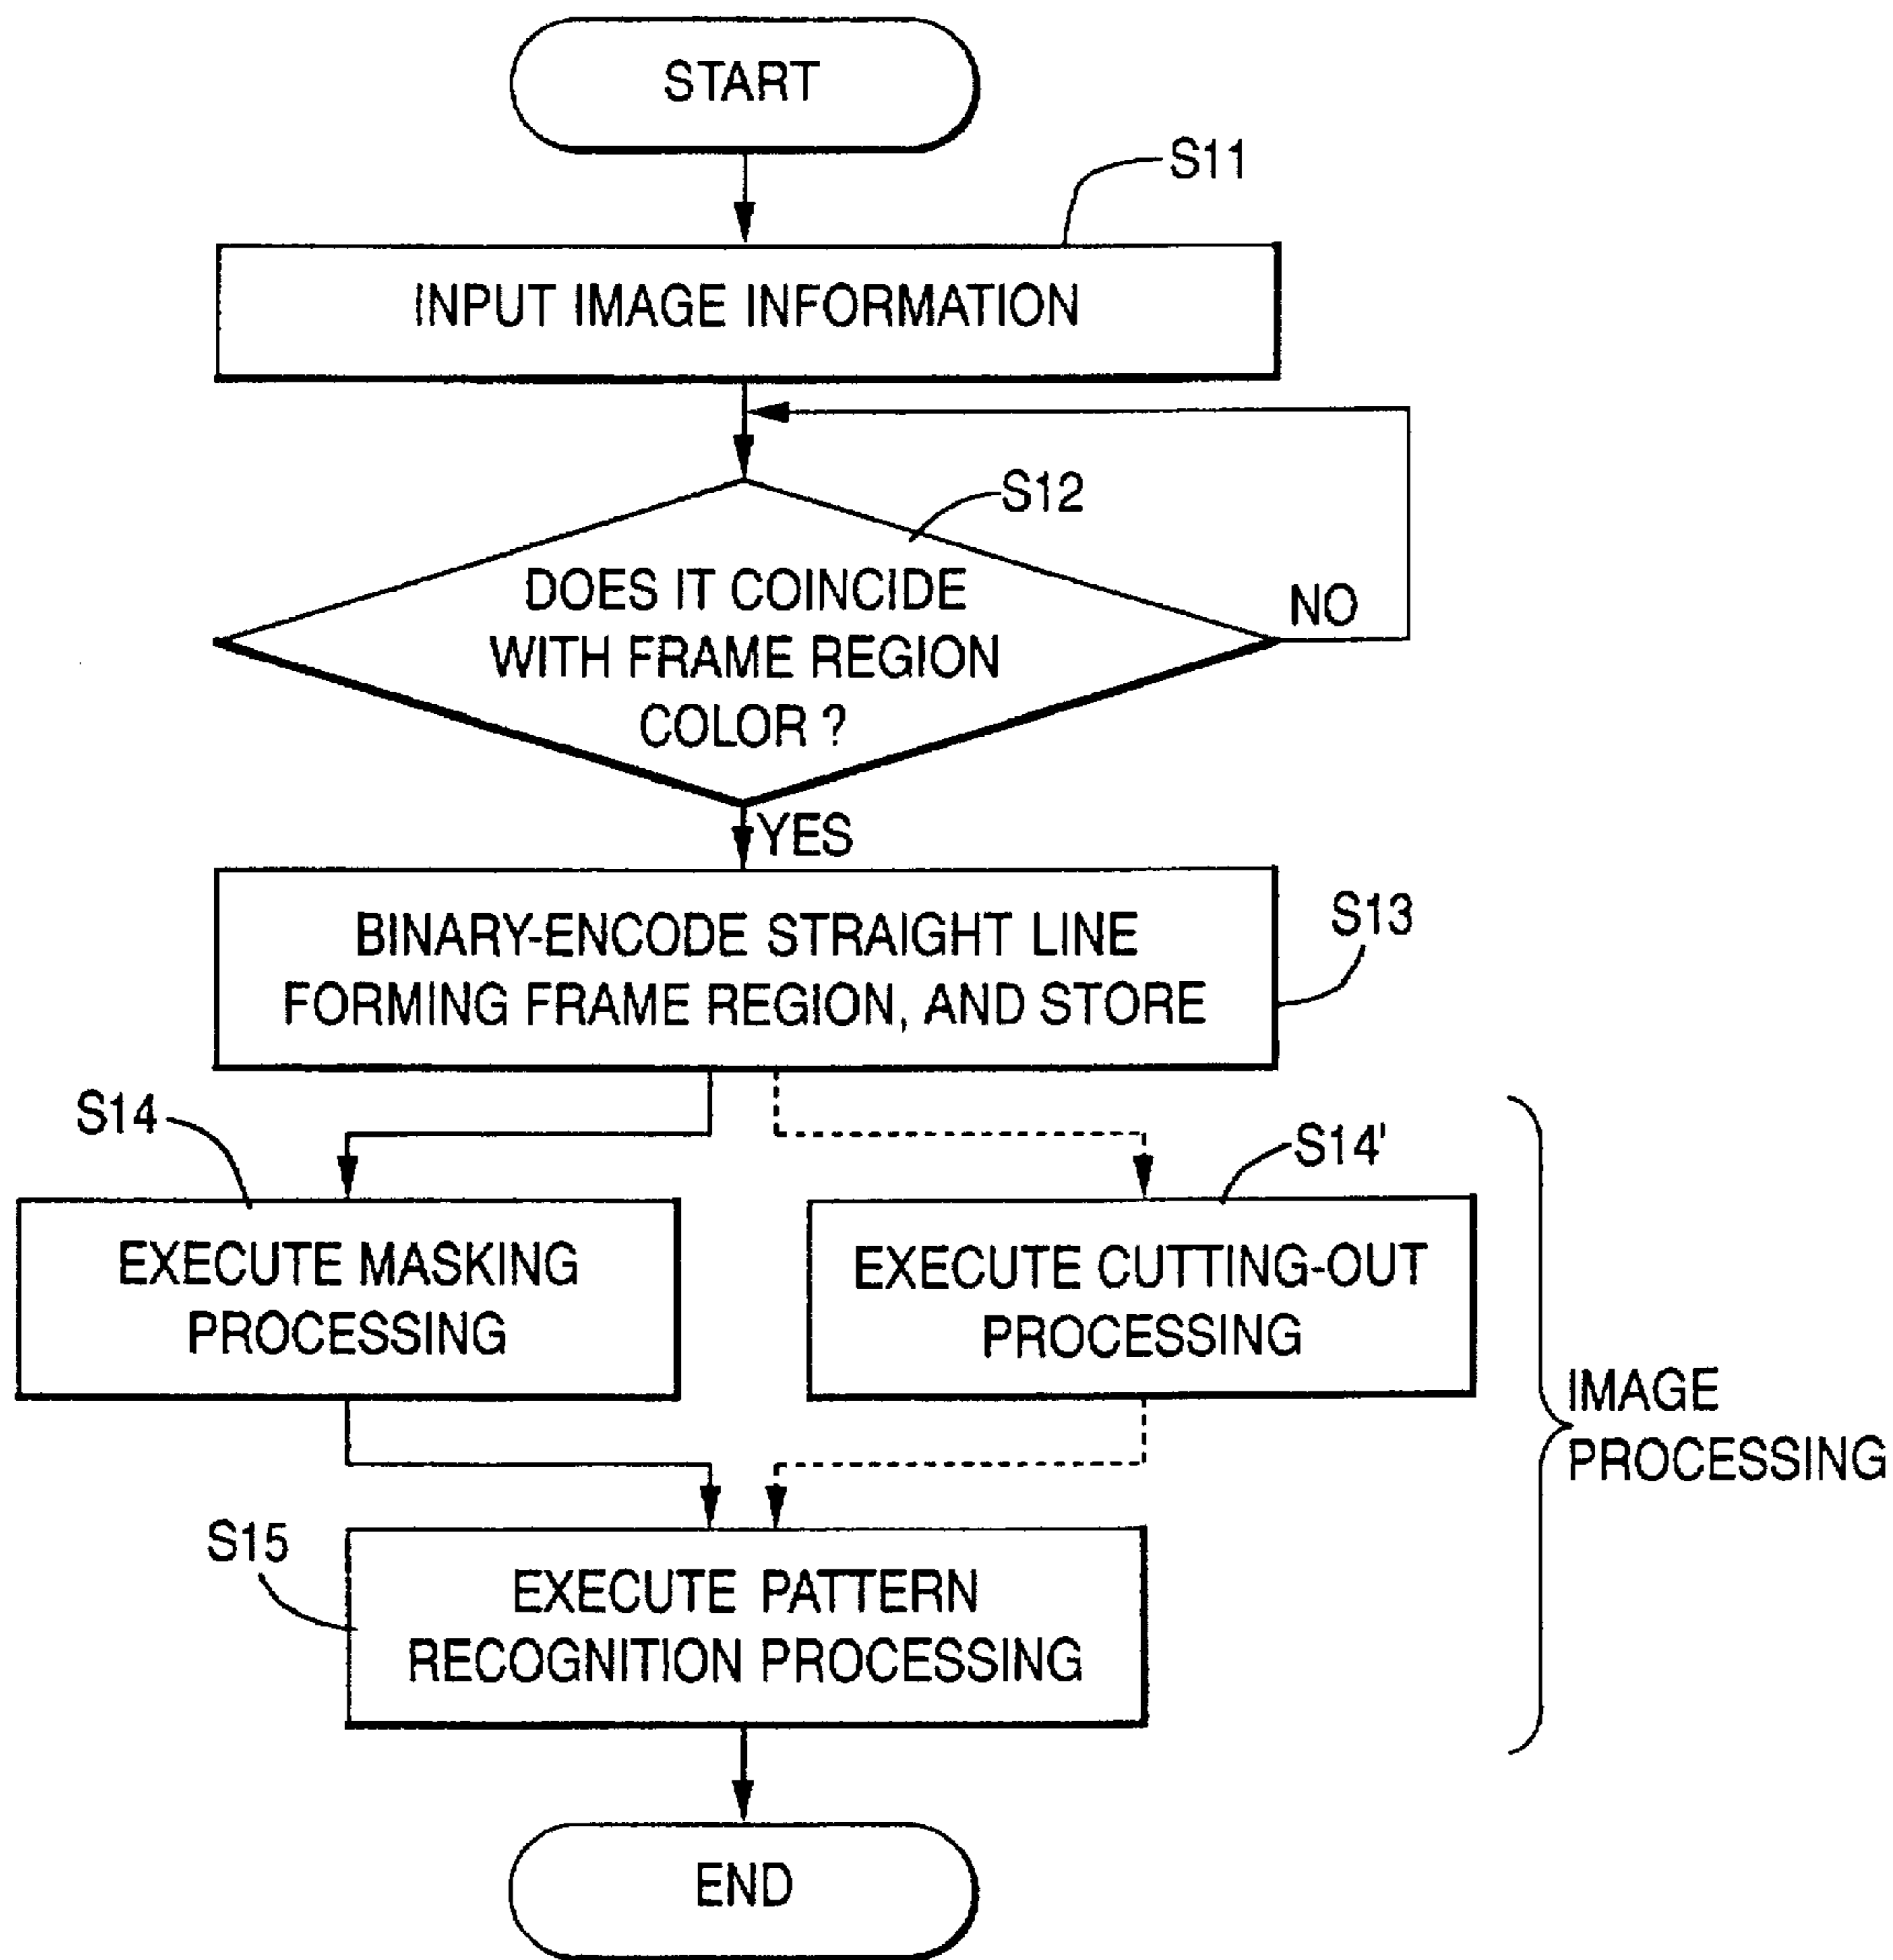 START
S11
INPUT IMAGE INFORMATION
S12
DOES IT COINCIDE
WITH FRAME REGION
COLOR ?
NO
YES
BINARY-ENCODE STRAIGHT LINE
FORMING FRAME REGION, AND STORE
S13
S14
S14'
EXECUTE MASKING
PROCESSING
EXECUTE CUTTING-OUT
PROCESSING
IMAGE
PROCESSING
S15
EXECUTE PATTERN
RECOGNITION PROCESSING
END